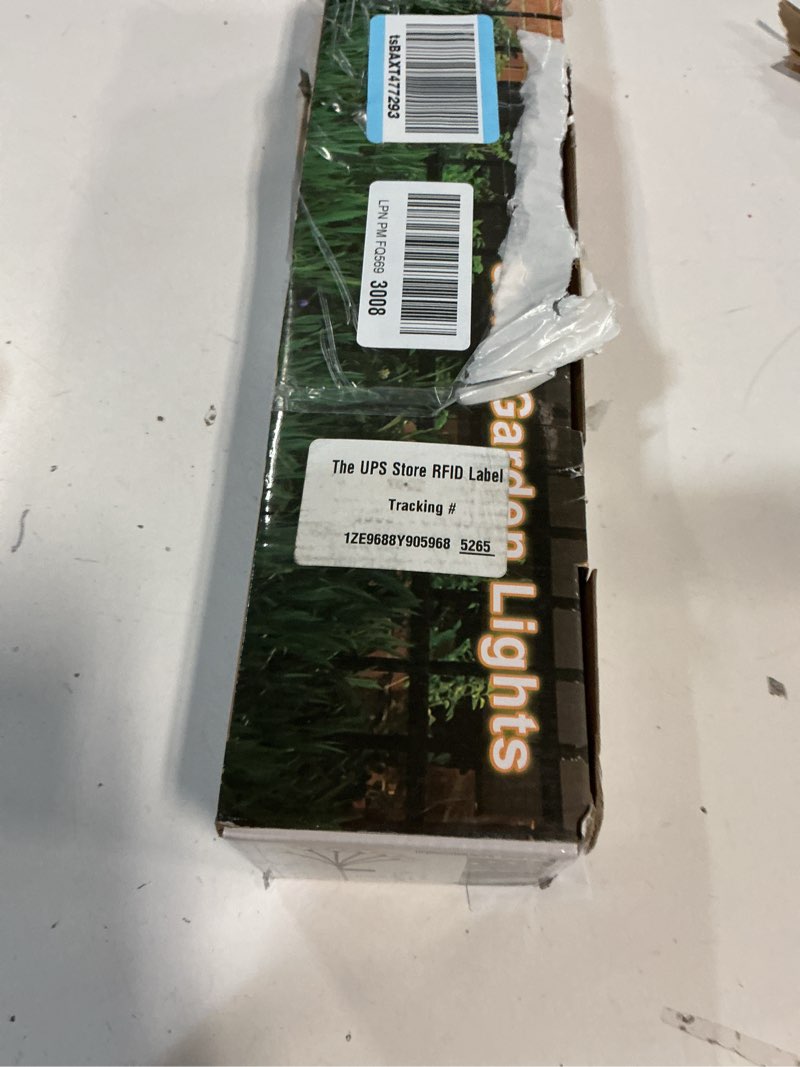 tsBAXT477293
LPN PM FQ569 3008
The UPS Store RFID Label
Tracking #
1ZE9688Y905968 5265
Garden Lights